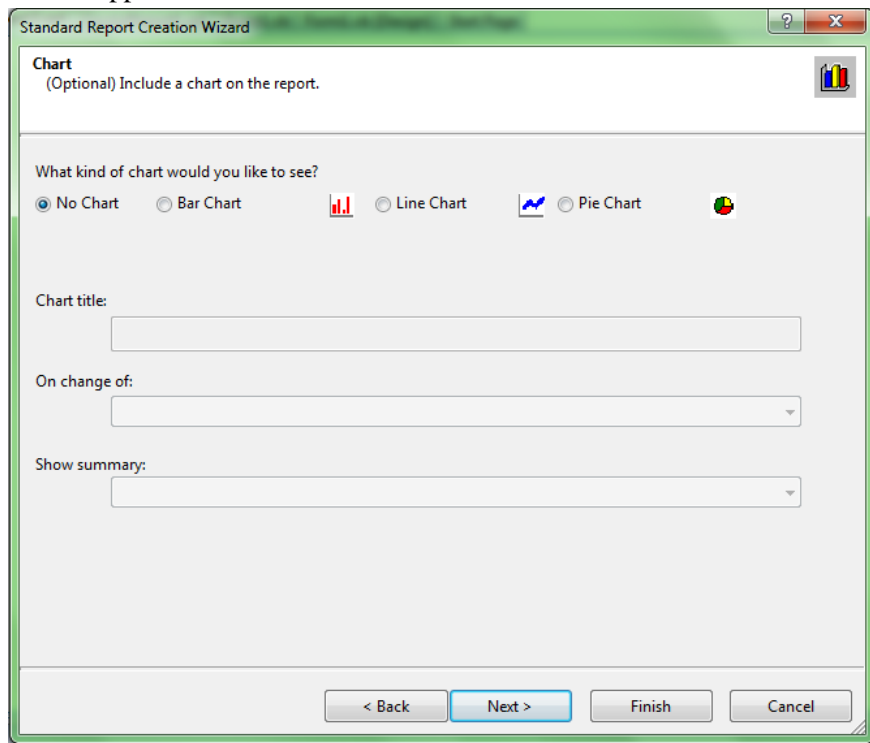 Standard Report Creation Wizard
Chart
(Optional) Include a chart on the report.
What kind of chart would you like to see?
No Chart Bar Chart Line Chart Pie Chart
Chart title:
On change of:
Show summary:
< Back Next > Finish Cancel